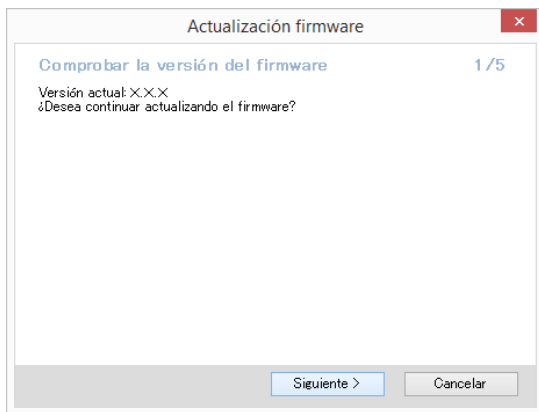 Actualización firmware
Comprobar la versión del firmware 1/5
Versión actual: X.X.X
¿Desea continuar actualizando el firmware?
Siguiente > Cancelar